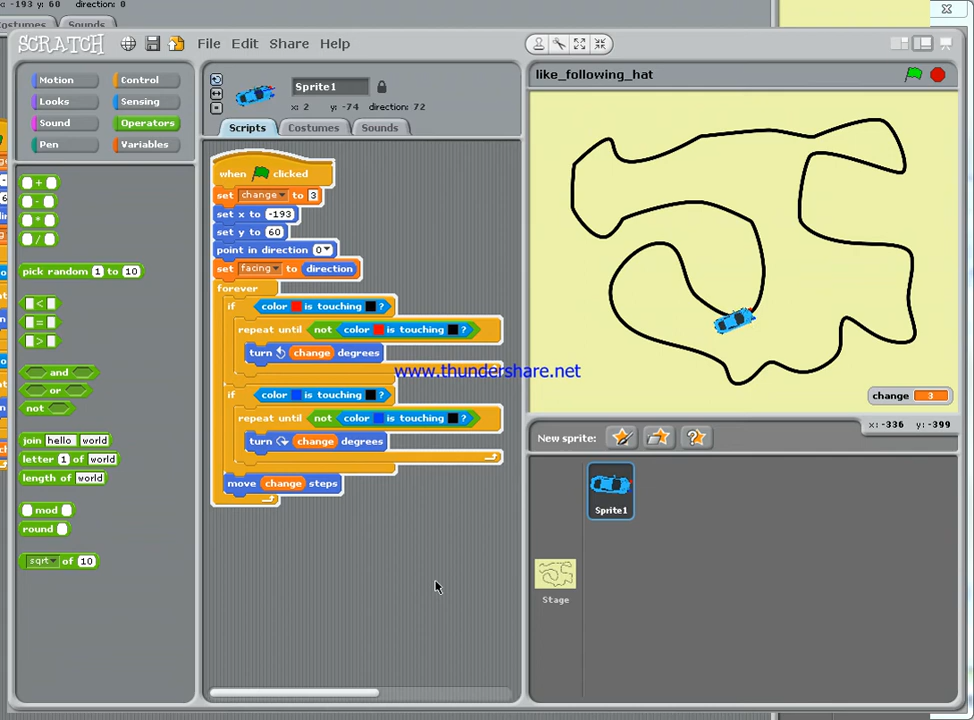 -193 y: 60 direction: 0
Costumes Sounds
SCRATCH File Edit Share Help
Motion Control
Looks Sensing
Sound Operators
Pen Variables
+
-
*
/
pick random 1 to 10
<
=
>
and
or
not
join hello world
letter 1 of world
length of world
mod
round
sqrt of 10
Sprite1
x: 2 y: -74 direction: 72
Scripts Costumes Sounds
when clicked
set change to 3
set x to -193
set y to 60
point in direction 0
set facing to direction
forever
if color is touching ?
repeat until not color is touching ?
turn change degrees
if color is touching ?
repeat until not color is touching ?
turn change degrees
move change steps
www.thundershare.net
like_following_hat
change 3
x: -336 y: -399
New sprite:
Sprite1
Stage